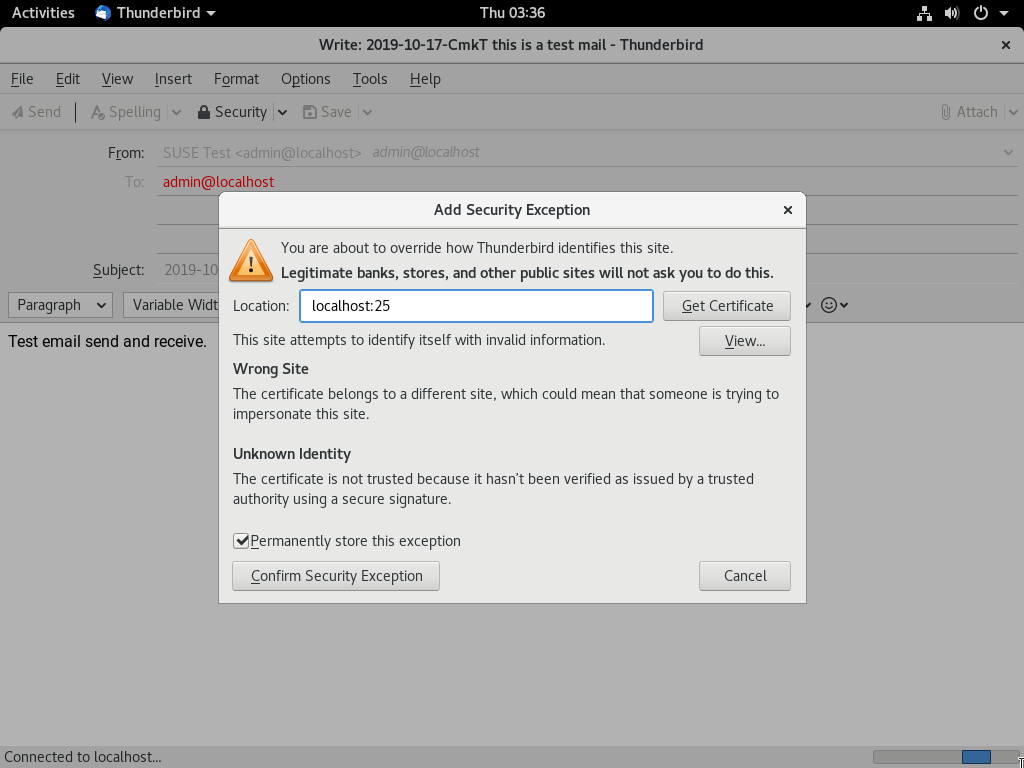 Activities Thunderbird Thu 03:36
Write: 2019-10-17-CmkT this is a test mail - Thunderbird
File Edit View Insert Format Options Tools Help
Send Spelling Security Save Attach
From: SUSE Test <admin@localhost> admin@localhost
To: admin@localhost
Add Security Exception
You are about to override how Thunderbird identifies this site.
Legitimate banks, stores, and other public sites will not ask you to do this.
Subject: 2019-10
Paragraph Variable Widt
Location: localhost:25 Get Certificate
Test email send and receive.
This site attempts to identify itself with invalid information. View...
Wrong Site
The certificate belongs to a different site, which could mean that someone is trying to
impersonate this site.
Unknown Identity
The certificate is not trusted because it hasn't been verified as issued by a trusted
authority using a secure signature.
Permanently store this exception
Confirm Security Exception Cancel
Connected to localhost...